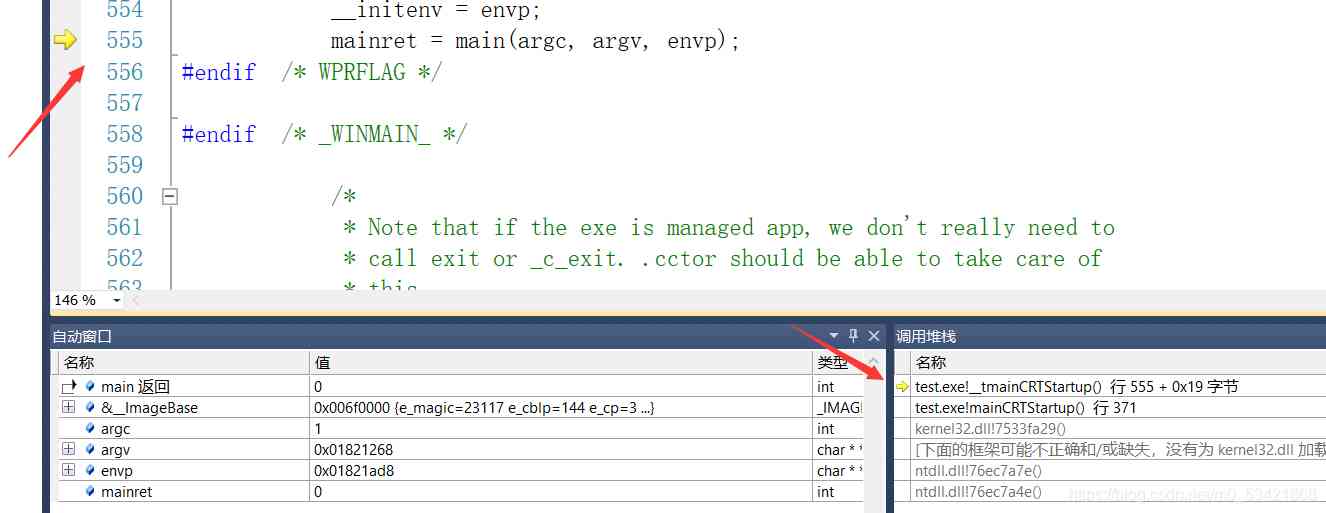 554 __initenv = envp;
555 mainret = main(argc, argv, envp);
556 #endif /* WPRFLAG */
557
558 #endif /* _WINMAIN_ */
559
560 /*
561 * Note that if the exe is managed app, we don't really need to
562 * call exit or _c_exit. .cctor should be able to take care of
563 * this
146 %
自动窗口
名称 值 类型
main 返回 0 int
&__ImageBase 0x006f0000 {e_magic=23117 e_cblp=144 e_cp=3 ...} _IMAG
argc 1 int
argv 0x01821268 char * *
envp 0x01821ad8 char * *
mainret 0 int
调用堆栈
名称
test.exe!__tmainCRTStartup() 行 555 + 0x19 字节
test.exe!mainCRTStartup() 行 371
kernel32.dll!7533fa29()
[下面的框架可能不正确和/或缺失，没有为 kernel32.dll 加载
ntdll.dll!76ec7a7e()
ntdll.dll!76ec7a4e()